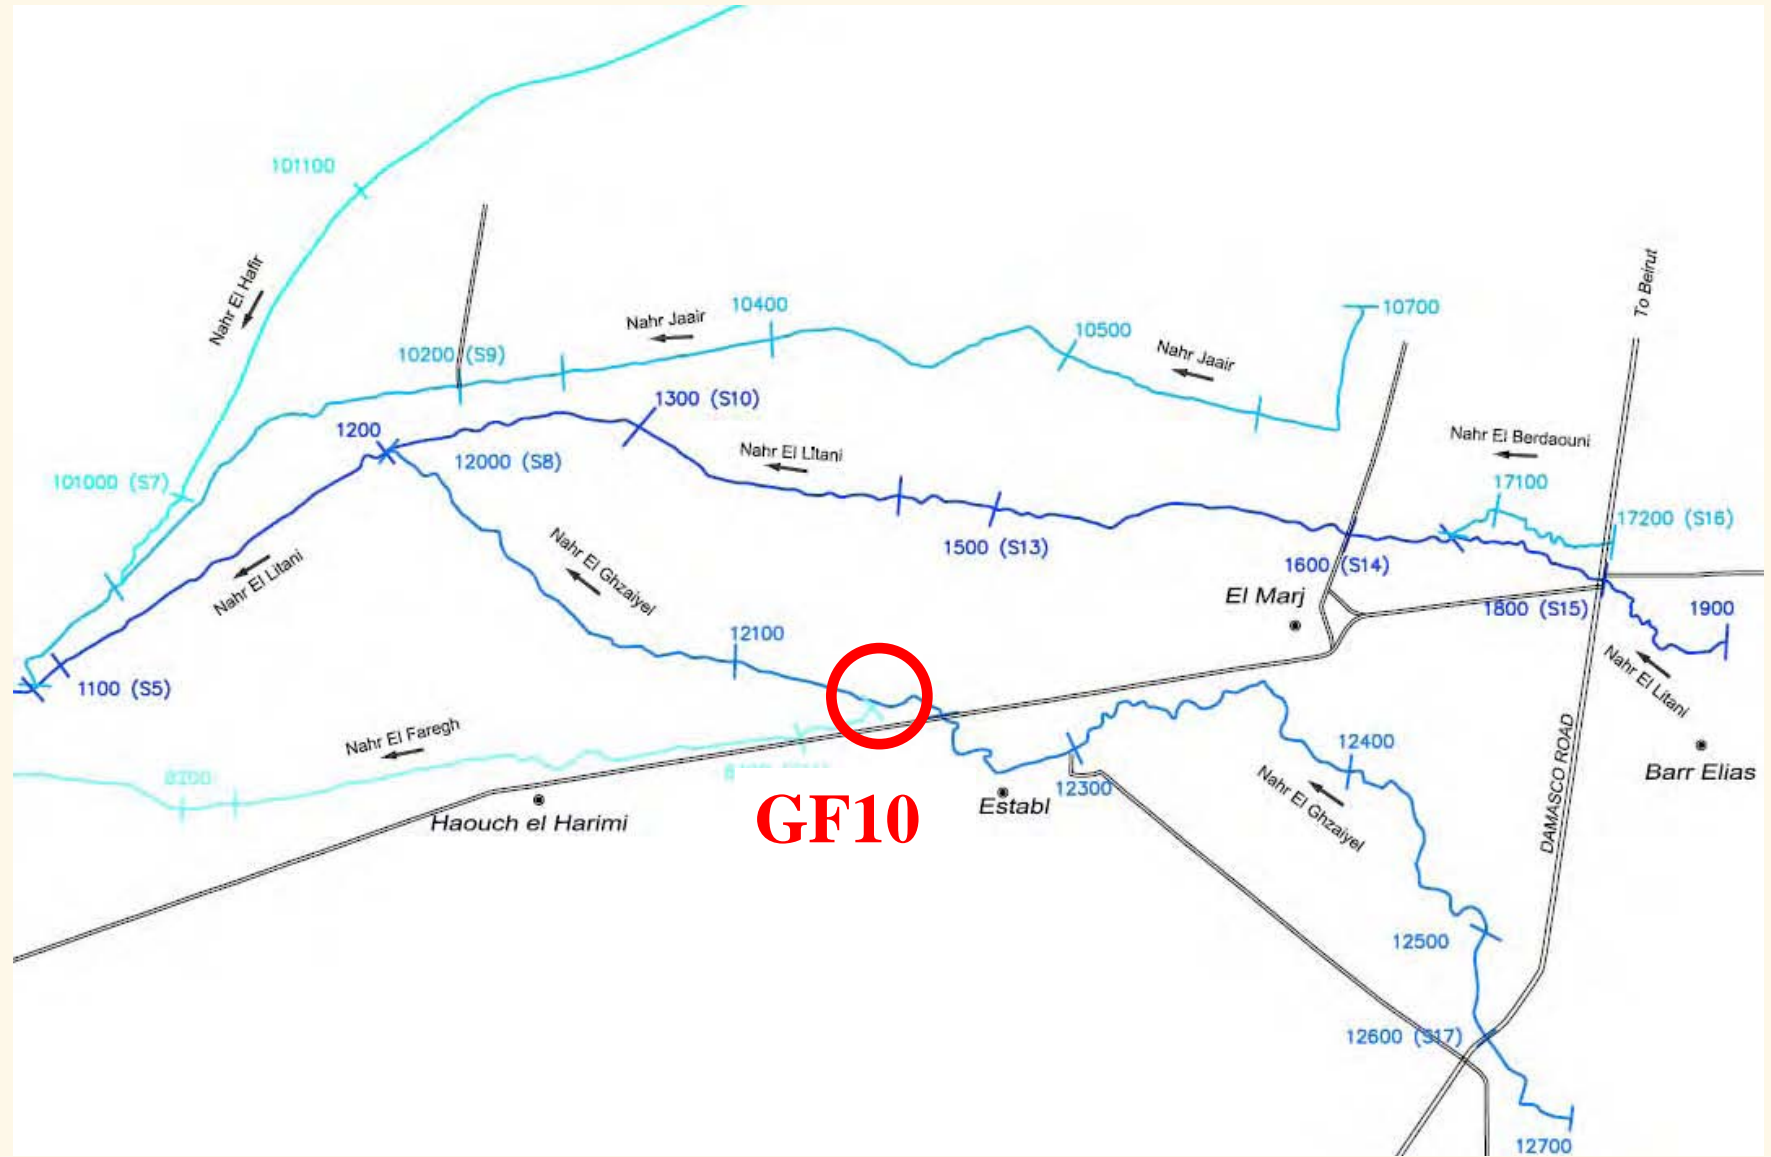 To Beirut
101100
Nahr El Hafir
10400
10700
Nahr Jaair
10500
Nahr Jaair
10200 (S9)
1300 (S10)
1200
Nahr El Berdaouni
Nahr El Litani
12000 (S8)
101000 (S7)
17100
17200 (S16)
1500 (S13)
1600 (S14)
Nahr El Ghzaiyel
Nahr El Litani
El Marj
1800 (S15)
1900
12100
Nahr El Litani
1100 (S5)
Nahr El Faregh
12400
DAMASCO ROAD
Barr Elias
12300
Nahr El Ghzaiyel
Establ
Haouch el Harimi
GF10
12500
12600 (S17)
12700